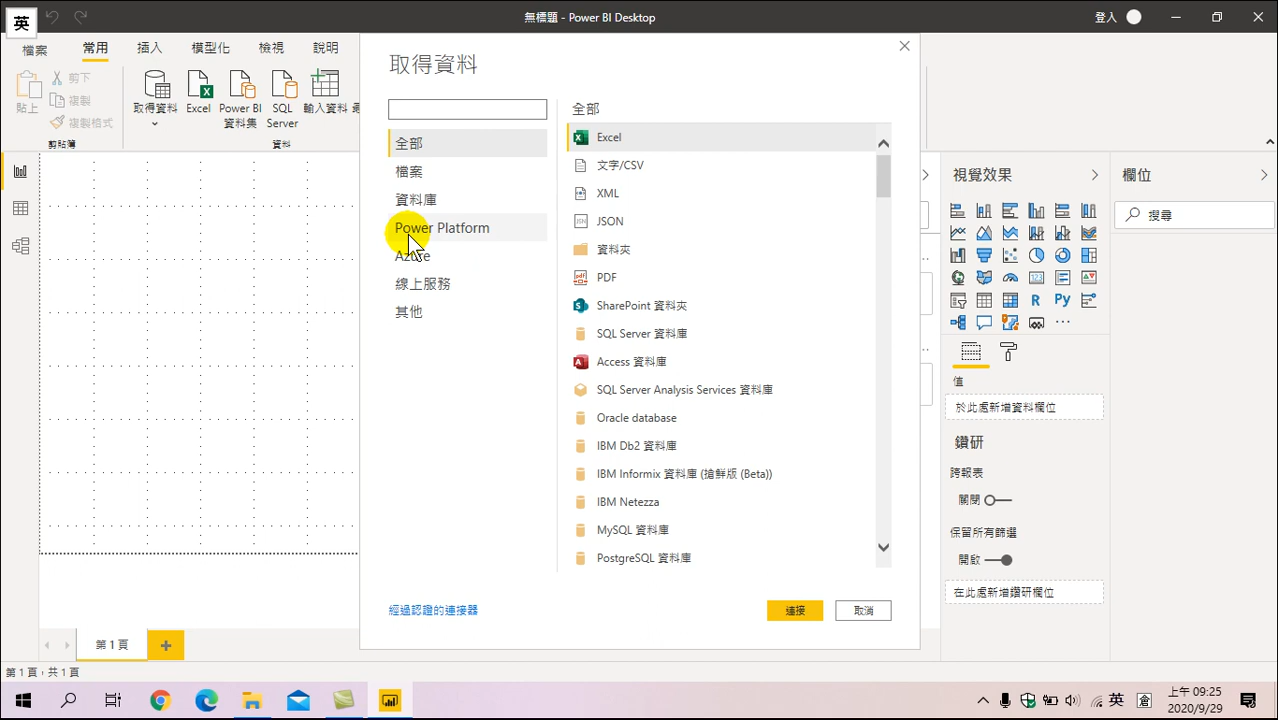 英
無標題 - Power BI Desktop
登入
檔案
常用
插入
模型化
檢視
說明
貼上
剪下
複製
複製格式
剪貼簿
取得資料
Excel
Power BI
資料集
SQL
Server
輸入資料
資料
取得資料
全部
檔案
資料庫
Power Platform
Azure
線上服務
其他
全部
Excel
文字/CSV
XML
JSON
資料夾
PDF
SharePoint 資料夾
SQL Server 資料庫
Access 資料庫
SQL Server Analysis Services 資料庫
Oracle database
IBM Db2 資料庫
IBM Informix 資料庫 (搶鮮版 (Beta))
IBM Netezza
MySQL 資料庫
PostgreSQL 資料庫
經過認證的連接器
連接
取消
視覺效果
值
於此處新增資料欄位
鑽研
跨報表
關閉
保留所有篩選
開啟
在此處新增鑽研欄位
欄位
搜尋
第 1 頁
第 1 頁，共 1 頁
英
倉
上午 09:25
2020/9/29